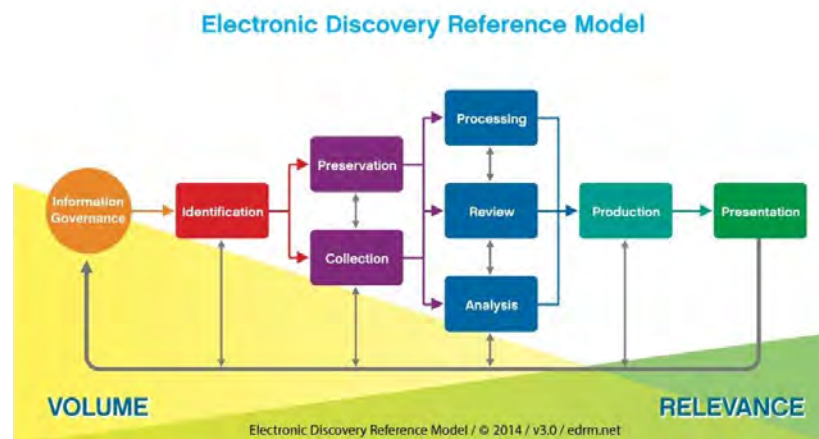 Electronic Discovery Reference Model
Processing
Preservation
Information
Governance
Identification
Review
Production
Presentation
Collection
Analysis
VOLUME
RELEVANCE
Electronic Discovery Reference Model / © 2014 / v3.0 / edrm.net